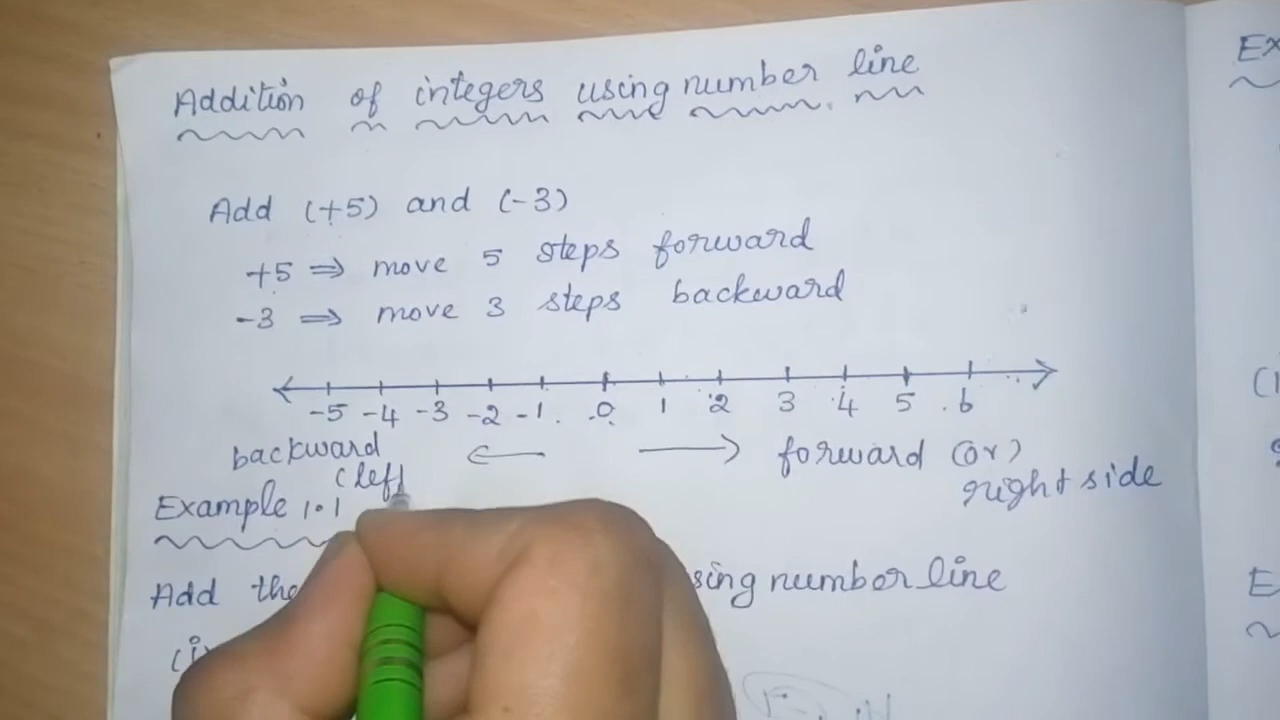 Addition of integers using number line
Add (+5) and (-3)
+5 ⇒ move 5 steps forward
-3 ⇒ move 3 steps backward
-5 -4 -3 -2 -1 0 1 2 3 4 5 6
backward ← → forward (or)
(left right side
Example 1.1
Add the sing number line
(i)
Ex
(1
E